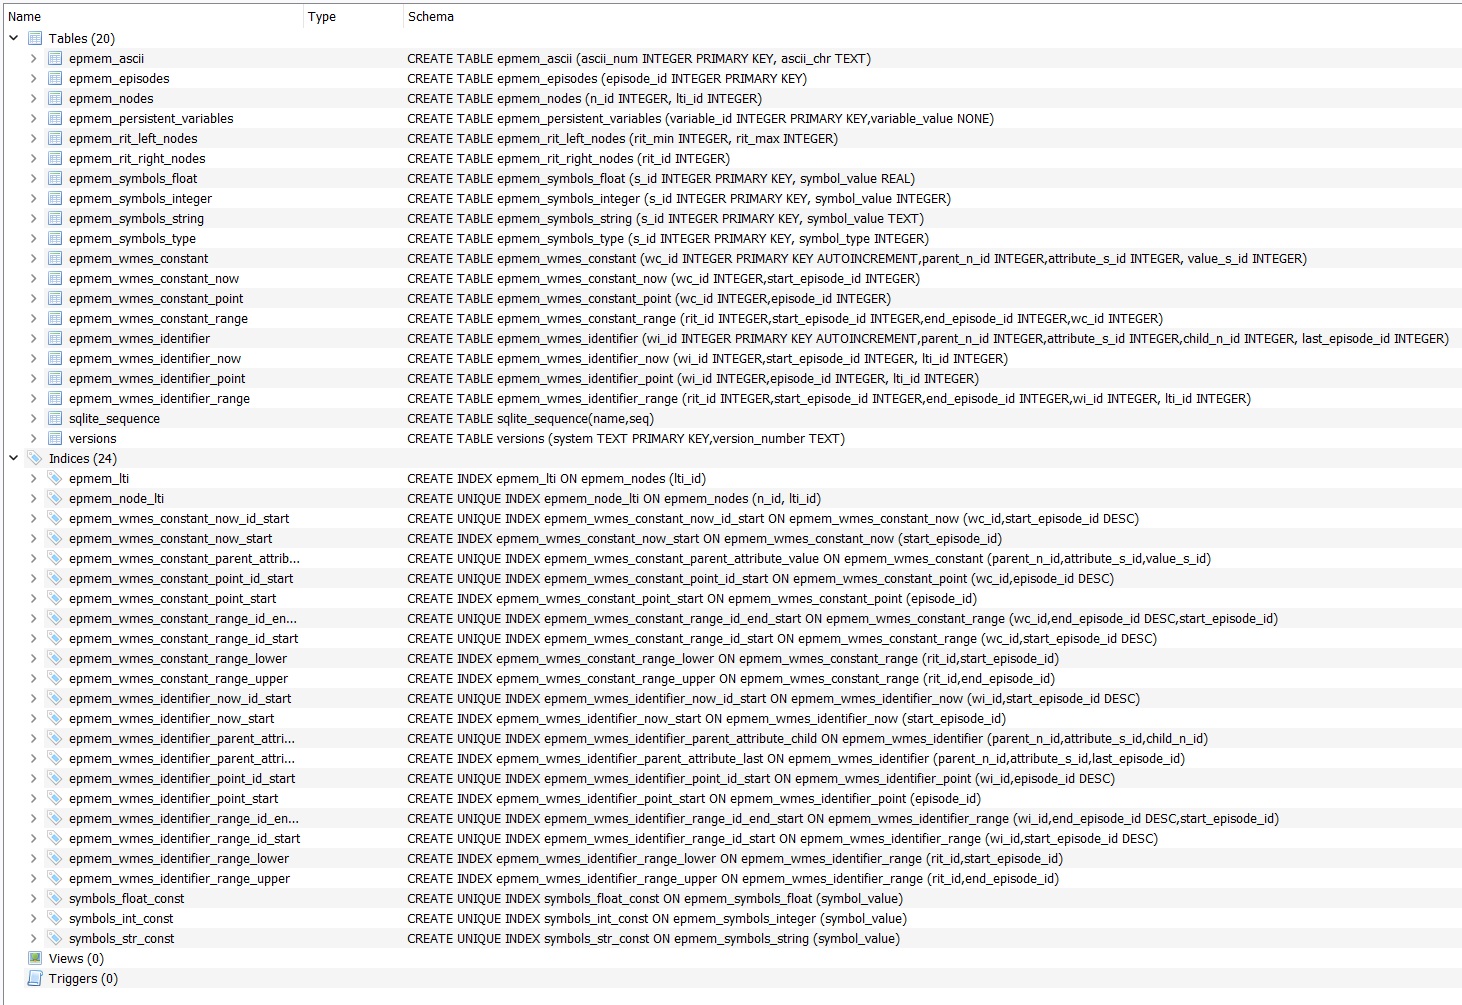 Name Type Schema
Tables (20)
epmem_ascii CREATE TABLE epmem_ascii (ascii_num INTEGER PRIMARY KEY, ascii_chr TEXT)
epmem_episodes CREATE TABLE epmem_episodes (episode_id INTEGER PRIMARY KEY)
epmem_nodes CREATE TABLE epmem_nodes (n_id INTEGER, lti_id INTEGER)
epmem_persistent_variables CREATE TABLE epmem_persistent_variables (variable_id INTEGER PRIMARY KEY,variable_value NONE)
epmem_rit_left_nodes CREATE TABLE epmem_rit_left_nodes (rit_min INTEGER, rit_max INTEGER)
epmem_rit_right_nodes CREATE TABLE epmem_rit_right_nodes (rit_id INTEGER)
epmem_symbols_float CREATE TABLE epmem_symbols_float (s_id INTEGER PRIMARY KEY, symbol_value REAL)
epmem_symbols_integer CREATE TABLE epmem_symbols_integer (s_id INTEGER PRIMARY KEY, symbol_value INTEGER)
epmem_symbols_string CREATE TABLE epmem_symbols_string (s_id INTEGER PRIMARY KEY, symbol_value TEXT)
epmem_symbols_type CREATE TABLE epmem_symbols_type (s_id INTEGER PRIMARY KEY, symbol_type INTEGER)
epmem_wmes_constant CREATE TABLE epmem_wmes_constant (wc_id INTEGER PRIMARY KEY AUTOINCREMENT,parent_n_id INTEGER,attribute_s_id INTEGER, value_s_id INTEGER)
epmem_wmes_constant_now CREATE TABLE epmem_wmes_constant_now (wc_id INTEGER,start_episode_id INTEGER)
epmem_wmes_constant_point CREATE TABLE epmem_wmes_constant_point (wc_id INTEGER,episode_id INTEGER)
epmem_wmes_constant_range CREATE TABLE epmem_wmes_constant_range (rit_id INTEGER,start_episode_id INTEGER,end_episode_id INTEGER,wc_id INTEGER)
epmem_wmes_identifier CREATE TABLE epmem_wmes_identifier (wi_id INTEGER PRIMARY KEY AUTOINCREMENT,parent_n_id INTEGER,attribute_s_id INTEGER,child_n_id INTEGER, last_episode_id INTEGER)
epmem_wmes_identifier_now CREATE TABLE epmem_wmes_identifier_now (wi_id INTEGER,start_episode_id INTEGER, lti_id INTEGER)
epmem_wmes_identifier_point CREATE TABLE epmem_wmes_identifier_point (wi_id INTEGER,episode_id INTEGER, lti_id INTEGER)
epmem_wmes_identifier_range CREATE TABLE epmem_wmes_identifier_range (rit_id INTEGER,start_episode_id INTEGER,end_episode_id INTEGER,wi_id INTEGER, lti_id INTEGER)
sqlite_sequence CREATE TABLE sqlite_sequence(name,seq)
versions CREATE TABLE versions (system TEXT PRIMARY KEY,version_number TEXT)
Indices (24)
epmem_lti CREATE INDEX epmem_lti ON epmem_nodes (lti_id)
epmem_node_lti CREATE UNIQUE INDEX epmem_node_lti ON epmem_nodes (n_id, lti_id)
epmem_wmes_constant_now_id_start CREATE UNIQUE INDEX epmem_wmes_constant_now_id_start ON epmem_wmes_constant_now (wc_id,start_episode_id DESC)
epmem_wmes_constant_now_start CREATE INDEX epmem_wmes_constant_now_start ON epmem_wmes_constant_now (start_episode_id)
epmem_wmes_constant_parent_attrib... CREATE UNIQUE INDEX epmem_wmes_constant_parent_attribute_value ON epmem_wmes_constant (parent_n_id,attribute_s_id,value_s_id)
epmem_wmes_constant_point_id_start CREATE UNIQUE INDEX epmem_wmes_constant_point_id_start ON epmem_wmes_constant_point (wc_id,episode_id DESC)
epmem_wmes_constant_point_start CREATE INDEX epmem_wmes_constant_point_start ON epmem_wmes_constant_point (episode_id)
epmem_wmes_constant_range_id_en... CREATE UNIQUE INDEX epmem_wmes_constant_range_id_end_start ON epmem_wmes_constant_range (wc_id,end_episode_id DESC,start_episode_id)
epmem_wmes_constant_range_id_start CREATE UNIQUE INDEX epmem_wmes_constant_range_id_start ON epmem_wmes_constant_range (wc_id,start_episode_id DESC)
epmem_wmes_constant_range_lower CREATE INDEX epmem_wmes_constant_range_lower ON epmem_wmes_constant_range (rit_id,start_episode_id)
epmem_wmes_constant_range_upper CREATE INDEX epmem_wmes_constant_range_upper ON epmem_wmes_constant_range (rit_id,end_episode_id)
epmem_wmes_identifier_now_id_start CREATE UNIQUE INDEX epmem_wmes_identifier_now_id_start ON epmem_wmes_identifier_now (wi_id,start_episode_id DESC)
epmem_wmes_identifier_now_start CREATE INDEX epmem_wmes_identifier_now_start ON epmem_wmes_identifier_now (start_episode_id)
epmem_wmes_identifier_parent_attri... CREATE UNIQUE INDEX epmem_wmes_identifier_parent_attribute_child ON epmem_wmes_identifier (parent_n_id,attribute_s_id,child_n_id)
epmem_wmes_identifier_parent_attri... CREATE INDEX epmem_wmes_identifier_parent_attribute_last ON epmem_wmes_identifier (parent_n_id,attribute_s_id,last_episode_id)
epmem_wmes_identifier_point_id_start CREATE UNIQUE INDEX epmem_wmes_identifier_point_id_start ON epmem_wmes_identifier_point (wi_id,episode_id DESC)
epmem_wmes_identifier_point_start CREATE INDEX epmem_wmes_identifier_point_start ON epmem_wmes_identifier_point (episode_id)
epmem_wmes_identifier_range_id_en... CREATE UNIQUE INDEX epmem_wmes_identifier_range_id_end_start ON epmem_wmes_identifier_range (wi_id,end_episode_id DESC,start_episode_id)
epmem_wmes_identifier_range_id_start CREATE UNIQUE INDEX epmem_wmes_identifier_range_id_start ON epmem_wmes_identifier_range (wi_id,start_episode_id DESC)
epmem_wmes_identifier_range_lower CREATE INDEX epmem_wmes_identifier_range_lower ON epmem_wmes_identifier_range (rit_id,start_episode_id)
epmem_wmes_identifier_range_upper CREATE INDEX epmem_wmes_identifier_range_upper ON epmem_wmes_identifier_range (rit_id,end_episode_id)
symbols_float_const CREATE UNIQUE INDEX symbols_float_const ON epmem_symbols_float (symbol_value)
symbols_int_const CREATE UNIQUE INDEX symbols_int_const ON epmem_symbols_integer (symbol_value)
symbols_str_const CREATE UNIQUE INDEX symbols_str_const ON epmem_symbols_string (symbol_value)
Views (0)
Triggers (0)